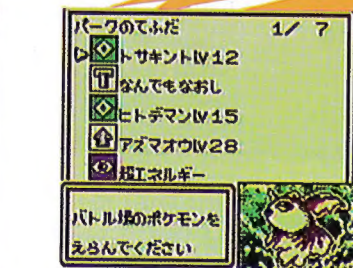 パークのてふだ 1/ 7
トサキントLV12
なんでもなおし
ヒトデマンLV15
アズマオウLV28
超エネルギー
バトル場のポケモンを
えらんでください